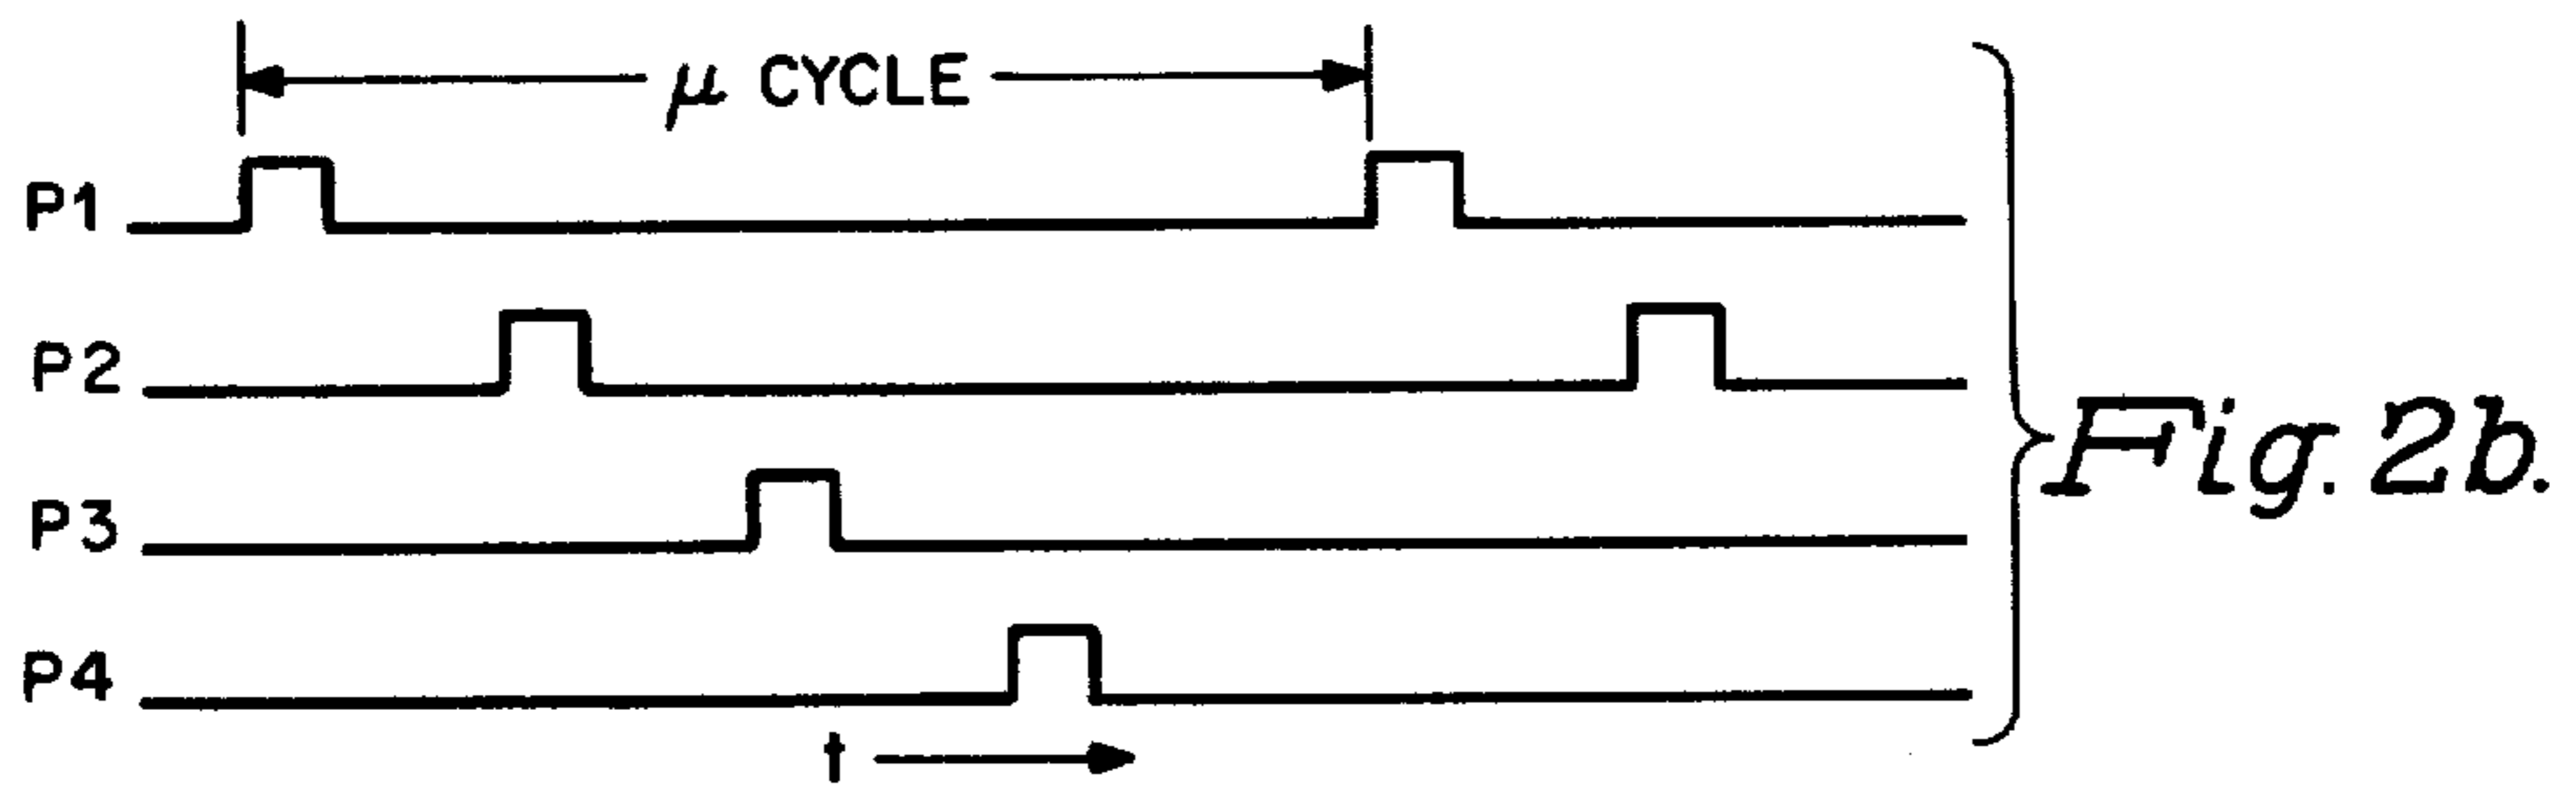 μ CYCLE
P1
P2
P3
P4
t
Fig. 2b.